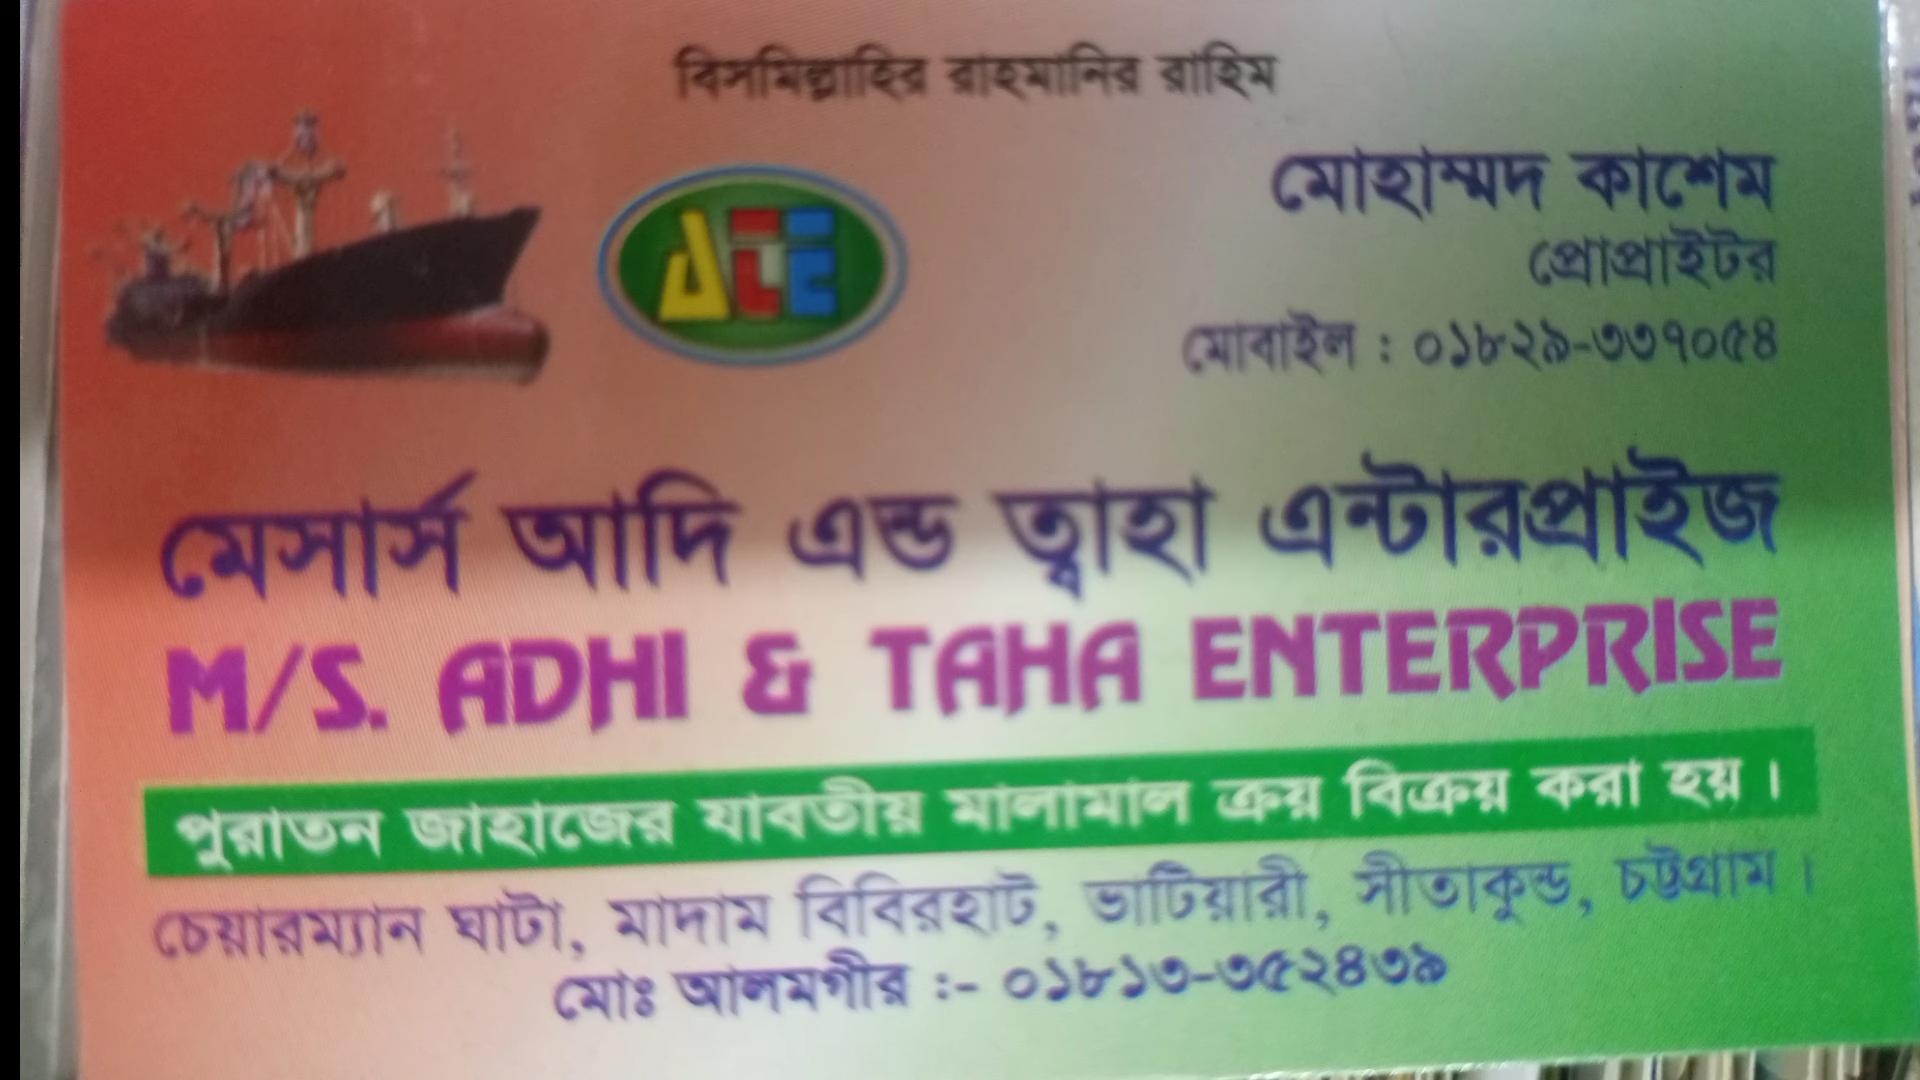 বিসমিল্লাহির রাহমানির রাহিম
ATE
মোহাম্মদ কাশেম
প্রোপ্রাইটর
মোবাইল : ০১৮২৯-৩৩৭০৫৪
মেসার্স আদি এন্ড ত্বাহা এন্টারপ্রাইজ
M/S. ADHI & TAHA ENTERPRISE
পুরাতন জাহাজের যাবতীয় মালামাল ক্রয় বিক্রয় করা হয়।
চেয়ারম্যান ঘাটা, মাদাম বিবিরহাট, ভাটিয়ারী, সীতাকুন্ড, চট্টগ্রাম।
মোঃ আলমগীর :- ০১৮১৩-৩৫২৪৩৯